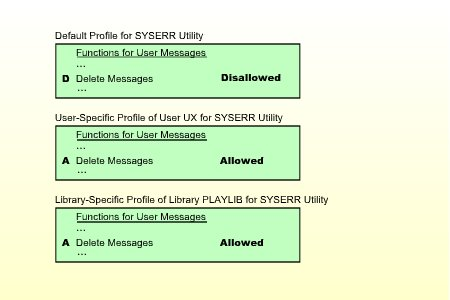 Default Profile for SYSERR Utility
Functions for User Messages
...
D Delete Messages Disallowed
...
User-Specific Profile of User UX for SYSERR Utility
Functions for User Messages
...
A Delete Messages Allowed
...
Library-Specific Profile of Library PLAYLIB for SYSERR Utility
Functions for User Messages
...
A Delete Messages Allowed
...